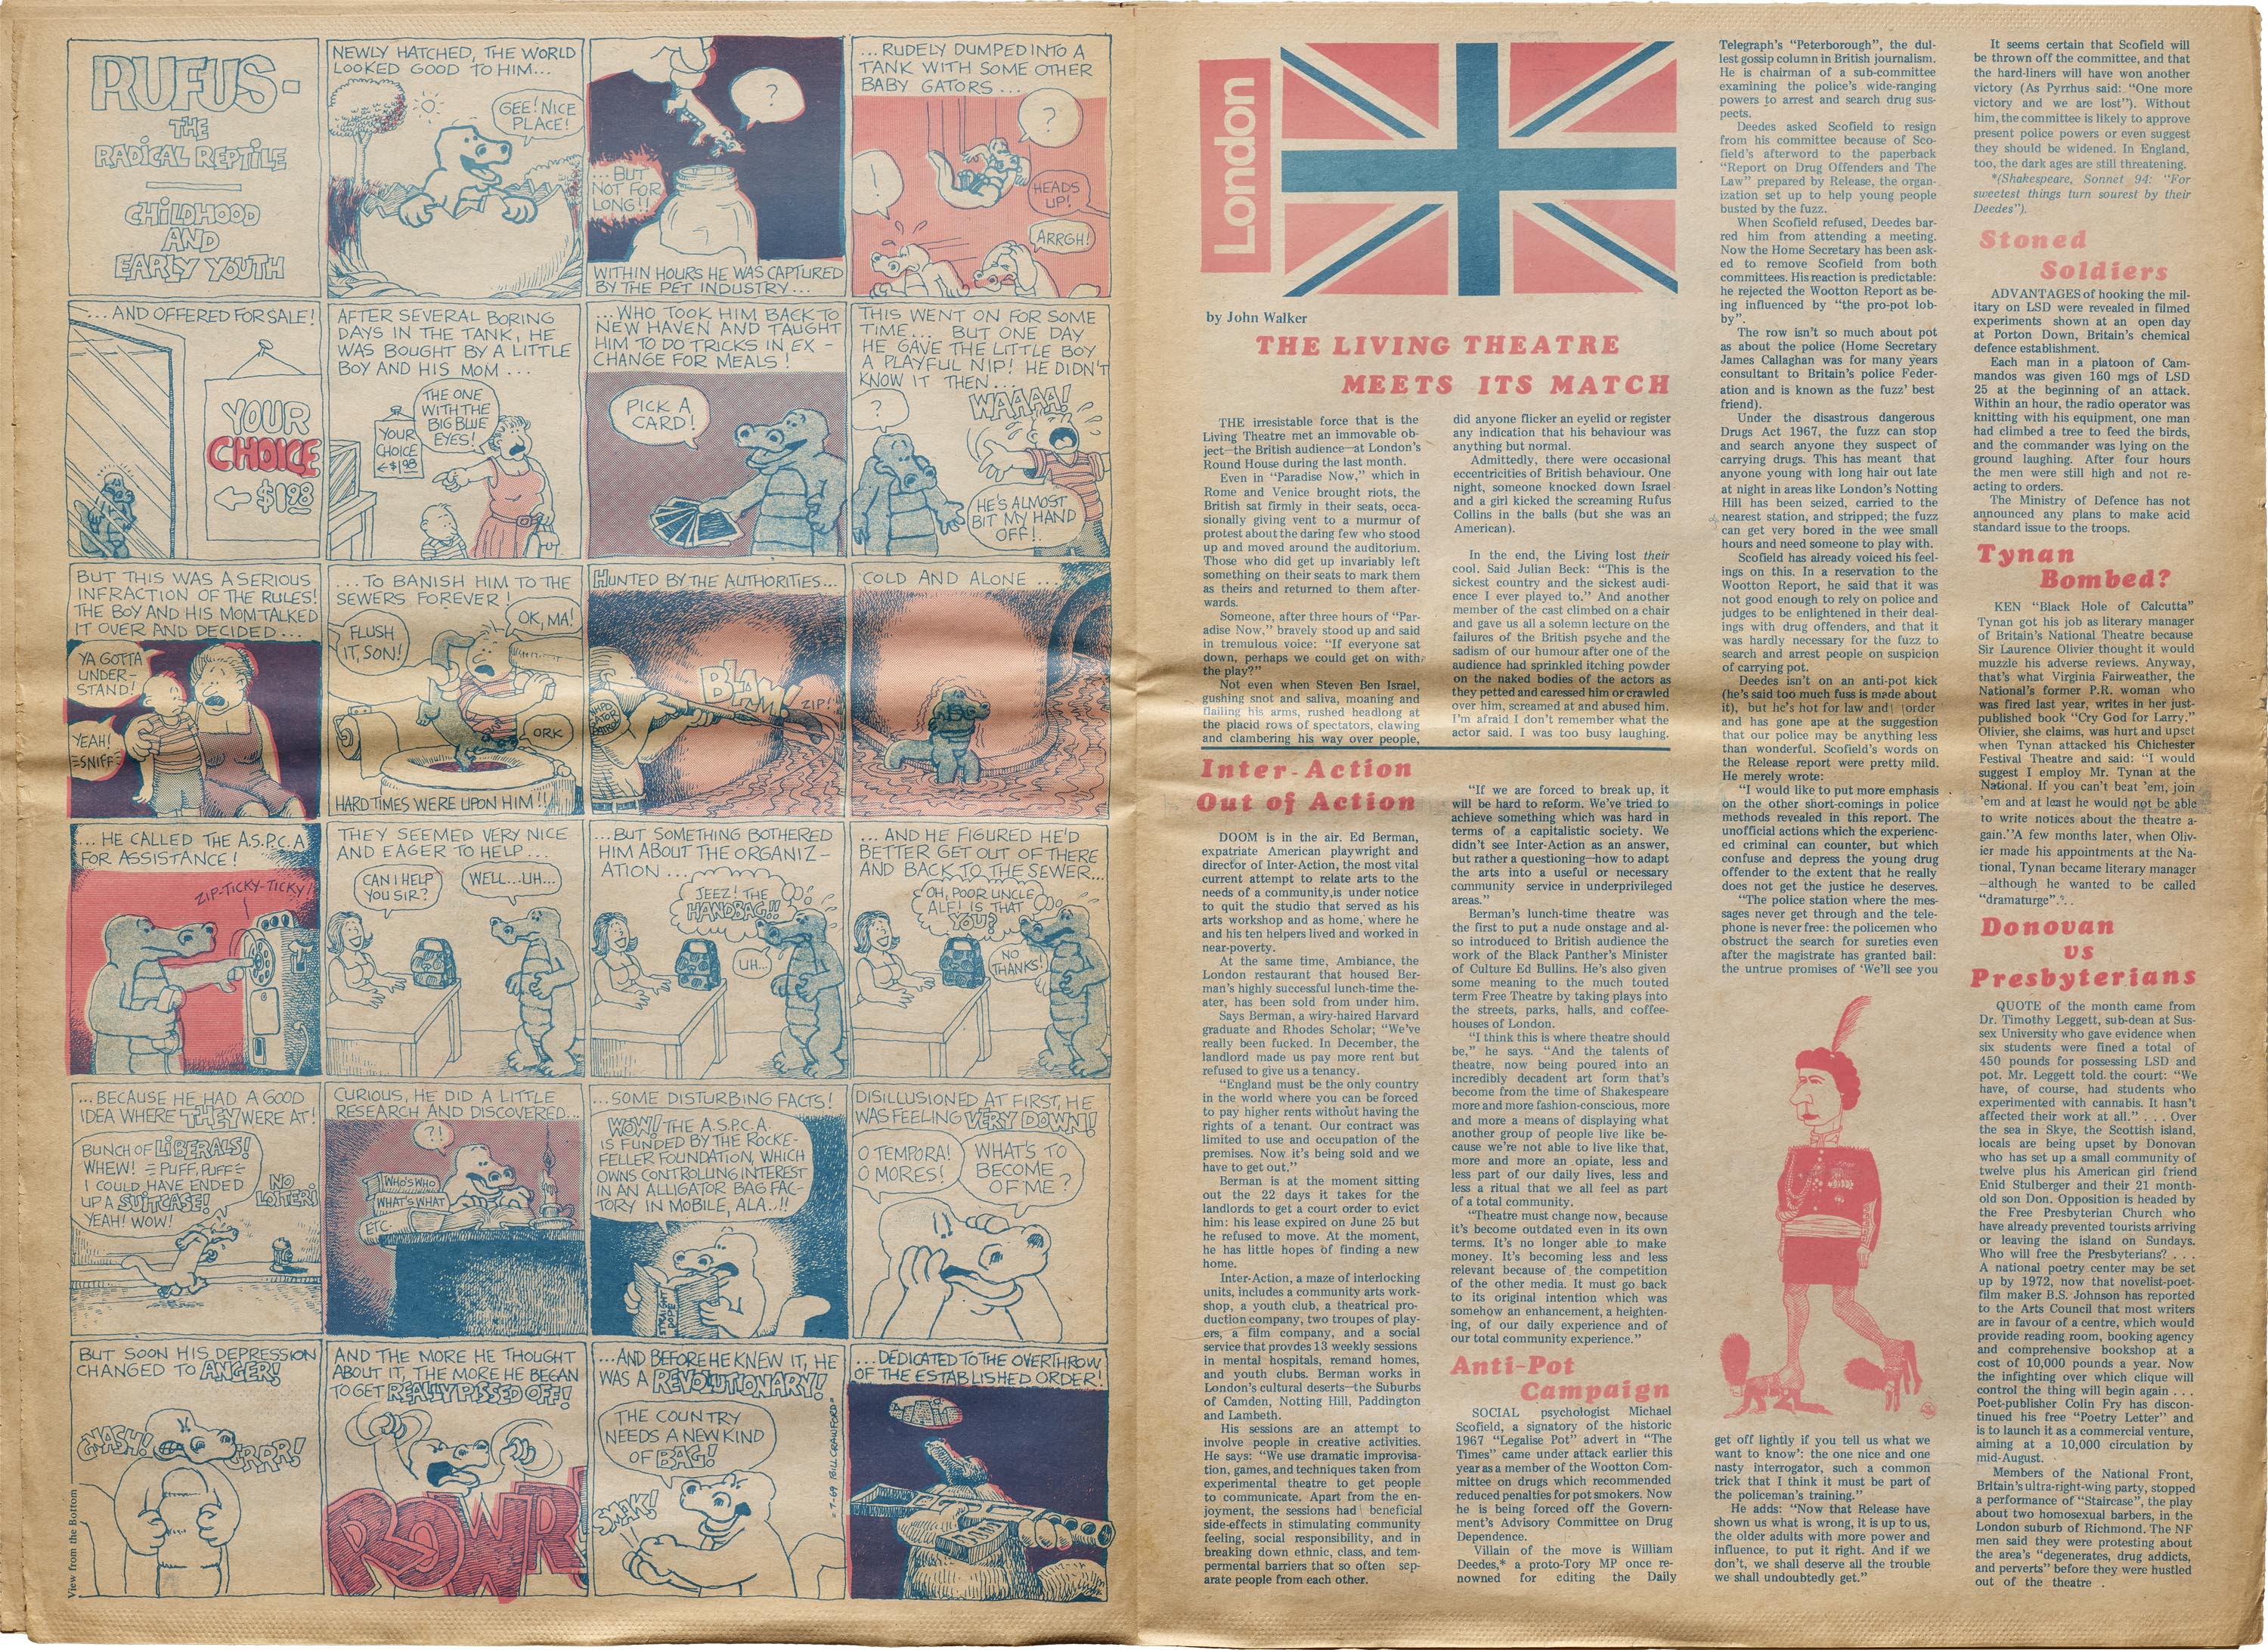 RUFUS-
THE
RADICAL REPTILE
CHILDHOOD
AND
EARLY YOUTH
NEWLY HATCHED, THE WORLD
LOOKED GOOD TO HIM...
GEE! NICE
PLACE!
?
...BUT
NOT FOR
LONG!!
WITHIN HOURS HE WAS CAPTURED
BY THE PET INDUSTRY...
...RUDELY DUMPED INTO A
TANK WITH SOME OTHER
BABY GATORS...
?
!
HEADS
UP!
ARRGH!
...AND OFFERED FOR SALE!
YOUR
CHOICE
$1.98
AFTER SEVERAL BORING
DAYS IN THE TANK, HE
WAS BOUGHT BY A LITTLE
BOY AND HIS MOM...
THE ONE
WITH THE
BIG BLUE
EYES!
YOUR
CHOICE
$1.98
...WHO TOOK HIM BACK TO
NEW HAVEN AND TAUGHT
HIM TO DO TRICKS IN EX-
CHANGE FOR MEALS!
PICK A
CARD!
THIS WENT ON FOR SOME
TIME... BUT ONE DAY
HE GAVE THE LITTLE BOY
A PLAYFUL NIP! HE DIDN'T
KNOW IT THEN...
?
WAAAA!
HE'S ALMOST
BIT MY HAND
OFF!
BUT THIS WAS A SERIOUS
INFRACTION OF THE RULES!
THE BOY AND HIS MOM TALKED
IT OVER AND DECIDED...
YA GOTTA
UNDER-
STAND!
YEAH!
SNIFF
...TO BANISH HIM TO THE
SEWERS FOREVER!
FLUSH
IT, SON!
OK, MA!
ORK
HARD TIMES WERE UPON HIM!!
HUNTED BY THE AUTHORITIES...
BLAM!
ZIP!
NHPD
GATOR
PATROL
COLD AND ALONE...
...HE CALLED THE A.S.P.C.A
FOR ASSISTANCE!
ZIP-TICKY-TICKY!
THEY SEEMED VERY NICE
AND EAGER TO HELP...
CAN I HELP
YOU SIR?
WELL...UH...
...BUT SOMETHING BOTHERED
HIM ABOUT THE ORGANIZ-
ATION...
JEEZ! THE
HANDBAG!!
UH...
...AND HE FIGURED HE'D
BETTER GET OUT OF THERE
AND BACK TO THE SEWER...
OH, POOR UNCLE
ALF! IS THAT
YOU?
NO
THANKS!
...BECAUSE HE HAD A GOOD
IDEA WHERE THEY WERE AT!
BUNCH OF LIBERALS!
WHEW! PUFF, PUFF
I COULD HAVE ENDED
UP A SUITCASE!
YEAH! WOW!
NO
LOITER!
CURIOUS, HE DID A LITTLE
RESEARCH AND DISCOVERED...
?!
WHO'S WHO
WHAT'S WHAT
ETC.
...SOME DISTURBING FACTS!
WOW! THE A.S.P.C.A.
IS FUNDED BY THE ROCKE-
FELLER FOUNDATION, WHICH
OWNS CONTROLLING INTEREST
IN AN ALLIGATOR BAG FAC-
TORY IN MOBILE, ALA..!!
STRAIGHT
DOPE
DISILLUSIONED AT FIRST, HE
WAS FEELING VERY DOWN!
O TEMPORA!
O MORES!
WHAT'S TO
BECOME
OF ME?
BUT SOON HIS DEPRESSION
CHANGED TO ANGER!
GNASH!
GRRR!
AND THE MORE HE THOUGHT
ABOUT IT, THE MORE HE BEGAN
TO GET REALLY PISSED OFF!
ROWR!
...AND BEFORE HE KNEW IT, HE
WAS A REVOLUTIONARY!
THE COUNTRY
NEEDS A NEW KIND
OF BAG!
SMAK!
7-69 BILL CRAWFORD
...DEDICATED TO THE OVERTHROW
OF THE ESTABLISHED ORDER!
View from the Bottom
London
by John Walker
THE LIVING THEATRE
MEETS ITS MATCH
THE irresistable force that is the
Living Theatre met an immovable ob-
ject—the British audience—at London's
Round House during the last month.
Even in "Paradise Now," which in
Rome and Venice brought riots, the
British sat firmly in their seats, occa-
sionally giving vent to a murmur of
protest about the daring few who stood
up and moved around the auditorium.
Those who did get up invariably left
something on their seats to mark them
as theirs and returned to them after-
wards.
Someone, after three hours of "Par-
adise Now," bravely stood up and said
in tremulous voice: "If everyone sat
down, perhaps we could get on with
the play?"
Not even when Steven Ben Israel,
gushing snot and saliva, moaning and
flailing his arms, rushed headlong at
the placid rows of spectators, clawing
and clambering his way over people,
did anyone flicker an eyelid or register
any indication that his behaviour was
anything but normal.
Admittedly, there were occasional
eccentricities of British behaviour. One
night, someone knocked down Israel
and a girl kicked the screaming Rufus
Collins in the balls (but she was an
American).
In the end, the Living lost their
cool. Said Julian Beck: "This is the
sickest country and the sickest audi-
ence I ever played to." And another
member of the cast climbed on a chair
and gave us all a solemn lecture on the
failures of the British psyche and the
sadism of our humour after one of the
audience had sprinkled itching powder
on the naked bodies of the actors as
they petted and caressed him or crawled
over him, screamed at and abused him.
I'm afraid I don't remember what the
actor said. I was too busy laughing.
Inter-Action
Out of Action
DOOM is in the air. Ed Berman,
expatriate American playwright and
director of Inter-Action, the most vital
current attempt to relate arts to the
needs of a community,is under notice
to quit the studio that served as his
arts workshop and as home, where he
and his ten helpers lived and worked in
near-poverty.
At the same time, Ambiance, the
London restaurant that housed Ber-
man's highly successful lunch-time the-
ater, has been sold from under him.
Says Berman, a wiry-haired Harvard
graduate and Rhodes Scholar; "We've
really been fucked. In December, the
landlord made us pay more rent but
refused to give us a tenancy.
"England must be the only country
in the world where you can be forced
to pay higher rents without having the
rights of a tenant. Our contract was
limited to use and occupation of the
premises. Now it's being sold and we
have to get out."
Berman is at the moment sitting
out the 22 days it takes for the
landlords to get a court order to evict
him: his lease expired on June 25 but
he refused to move. At the moment,
he has little hopes of finding a new
home.
Inter-Action, a maze of interlocking
units, includes a community arts work-
shop, a youth club, a theatrical pro-
duction company, two troupes of play-
ers, a film company, and a social
service that provdes 13 weekly sessions
in mental hospitals, remand homes,
and youth clubs. Berman works in
London's cultural deserts—the Suburbs
of Camden, Notting Hill, Paddington
and Lambeth.
His sessions are an attempt to
involve people in creative activities.
He says: "We use dramatic improvisa-
tion, games, and techniques taken from
experimental theatre to get people
to communicate. Apart from the en-
joyment, the sessions had beneficial
side-effects in stimulating community
feeling, social responsibility, and in
breaking down ethnic, class, and tem-
permental barriers that so often sep-
arate people from each other.
"If we are forced to break up, it
will be hard to reform. We've tried to
achieve something which was hard in
terms of a capitalistic society. We
didn't see Inter-Action as an answer,
but rather a questioning—how to adapt
the arts into a useful or necessary
community service in underprivileged
areas."
Berman's lunch-time theatre was
the first to put a nude onstage and al-
so introduced to British audience the
work of the Black Panther's Minister
of Culture Ed Bullins. He's also given
some meaning to the much touted
term Free Theatre by taking plays into
the streets, parks, halls, and coffee-
houses of London.
"I think this is where theatre should
be," he says. "And the talents of
theatre, now being poured into an
incredibly decadent art form that's
become from the time of Shakespeare
more and more fashion-conscious, more
and more a means of displaying what
another group of people live like be-
cause we're not able to live like that,
more and more an opiate, less and
less part of our daily lives, less and
less a ritual that we all feel as part
of a total community.
"Theatre must change now, because
it's become outdated even in its own
terms. It's no longer able to make
money. It's becoming less and less
relevant because of the competition
of the other media. It must go back
to its original intention which was
somehow an enhancement, a heighten-
ing, of our daily experience and of
our total community experience."
Anti-Pot
Campaign
SOCIAL psychologist Michael
Scofield, a signatory of the historic
1967 "Legalise Pot" advert in "The
Times" came under attack earlier this
year as a member of the Wootton Com-
mittee on drugs which recommended
reduced penalties for pot smokers. Now
he is being forced off the Govern-
ment's Advisory Committee on Drug
Dependence.
Villain of the move is William
Deedes,* a proto-Tory MP once re-
nowned for editing the Daily
Telegraph's "Peterborough", the dul-
lest gossip column in British journalism.
He is chairman of a sub-committee
examining the police's wide-ranging
powers to arrest and search drug sus-
pects.
Deedes asked Scofield to resign
from his committee because of Sco-
field's afterword to the paperback
"Report on Drug Offenders and The
Law" prepared by Release, the organ-
ization set up to help young people
busted by the fuzz.
When Scofield refused, Deedes bar-
red him from attending a meeting.
Now the Home Secretary has been ask-
ed to remove Scofield from both
committees. His reaction is predictable:
he rejected the Wootton Report as be-
ing influenced by "the pro-pot lob-
by".
The row isn't so much about pot
as about the police (Home Secretary
James Callaghan was for many years
consultant to Britain's police Feder-
ation and is known as the fuzz' best
friend).
Under the disastrous dangerous
Drugs Act 1967, the fuzz can stop
and search anyone they suspect of
carrying drugs. This has meant that
anyone young with long hair out late
at night in areas like London's Notting
Hill has been seized, carried to the
nearest station, and stripped; the fuzz
can get very bored in the wee small
hours and need someone to play with.
Scofield has already voiced his feel-
ings on this. In a reservation to the
Wootton Report, he said that it was
not good enough to rely on police and
judges to be enlightened in their deal-
ings with drug offenders, and that it
was hardly necessary for the fuzz to
search and arrest people on suspicion
of carrying pot.
Deedes isn't on an anti-pot kick
(he's said too much fuss is made about
it), but he's hot for law and order
and has gone ape at the suggestion
that our police may be anything less
than wonderful. Scofield's words on
the Release report were pretty mild.
He merely wrote:
"I would like to put more emphasis
on the other short-comings in police
methods revealed in this report. The
unofficial actions which the experienc-
ed criminal can counter, but which
confuse and depress the young drug
offender to the extent that he really
does not get the justice he deserves.
"The police station where the mes-
sages never get through and the tele-
phone is never free: the policemen who
obstruct the search for sureties even
after the magistrate has granted bail:
the untrue promises of 'We'll see you
get off lightly if you tell us what we
want to know': the one nice and one
nasty interrogator, such a common
trick that I think it must be part of
the policeman's training."
He adds: "Now that Release have
shown us what is wrong, it is up to us,
the older adults with more power and
influence, to put it right. And if we
don't, we shall deserve all the trouble
we shall undoubtedly get."
It seems certain that Scofield will
be thrown off the committee, and that
the hard-liners will have won another
victory (As Pyrrhus said: "One more
victory and we are lost"). Without
him, the committee is likely to approve
present police powers or even suggest
they should be widened. In England,
too, the dark ages are still threatening.
*(Shakespeare, Sonnet 94: "For
sweetest things turn sourest by their
Deedes").
Stoned
Soldiers
ADVANTAGES of hooking the mil-
itary on LSD were revealed in filmed
experiments shown at an open day
at Porton Down, Britain's chemical
defence establishment.
Each man in a platoon of Com-
mandos was given 160 mgs of LSD
25 at the beginning of an attack.
Within an hour, the radio operator was
knitting with his equipment, one man
had climbed a tree to feed the birds,
and the commander was lying on the
ground laughing. After four hours
the men were still high and not re-
acting to orders.
The Ministry of Defence has not
announced any plans to make acid
standard issue to the troops.
Tynan
Bombed?
KEN "Black Hole of Calcutta"
Tynan got his job as literary manager
of Britain's National Theatre because
Sir Laurence Olivier thought it would
muzzle his adverse reviews. Anyway,
that's what Virginia Fairweather, the
National's former P.R. woman who
was fired last year, writes in her just-
published book "Cry God for Larry."
Olivier, she claims, was hurt and upset
when Tynan attacked his Chichester
Festival Theatre and said: "I would
suggest I employ Mr. Tynan at the
National. If you can't beat 'em, join
'em and at least he would not be able
to write notices about the theatre a-
gain."A few months later, when Oliv-
ier made his appointments at the Na-
tional, Tynan became literary manager
—although he wanted to be called
"dramaturge"...
Donovan
vs
Presbyterians
QUOTE of the month came from
Dr. Timothy Leggett, sub-dean at Sus-
sex University who gave evidence when
six students were fined a total of
450 pounds for possessing LSD and
pot. Mr. Leggett told the court: "We
have, of course, had students who
experimented with cannabis. It hasn't
affected their work at all." . . . Over
the sea in Skye, the Scottish island,
locals are being upset by Donovan
who has set up a small community of
twelve plus his American girl friend
Enid Stulberger and their 21 month-
old son Don. Opposition is headed by
the Free Presbyterian Church who
have already prevented tourists arriving
or leaving the island on Sundays.
Who will free the Presbyterians? . . . .
A national poetry center may be set
up by 1972, now that novelist-poet-
film maker B.S. Johnson has reported
to the Arts Council that most writers
are in favour of a centre, which would
provide reading room, booking agency
and comprehensive bookshop at a
cost of 10,000 pounds a year. Now
the infighting over which clique will
control the thing will begin again . . .
Poet-publisher Colin Fry has discon-
tinued his free "Poetry Letter" and
is to launch it as a commercial venture,
aiming at a 10,000 circulation by
mid-August.
Members of the National Front,
Britain's ultra-right-wing party, stopped
a performance of "Staircase", the play
about two homosexual barbers, in the
London suburb of Richmond. The NF
men said they were protesting about
the area's "degenerates, drug addicts,
and perverts" before they were hustled
out of the theatre .